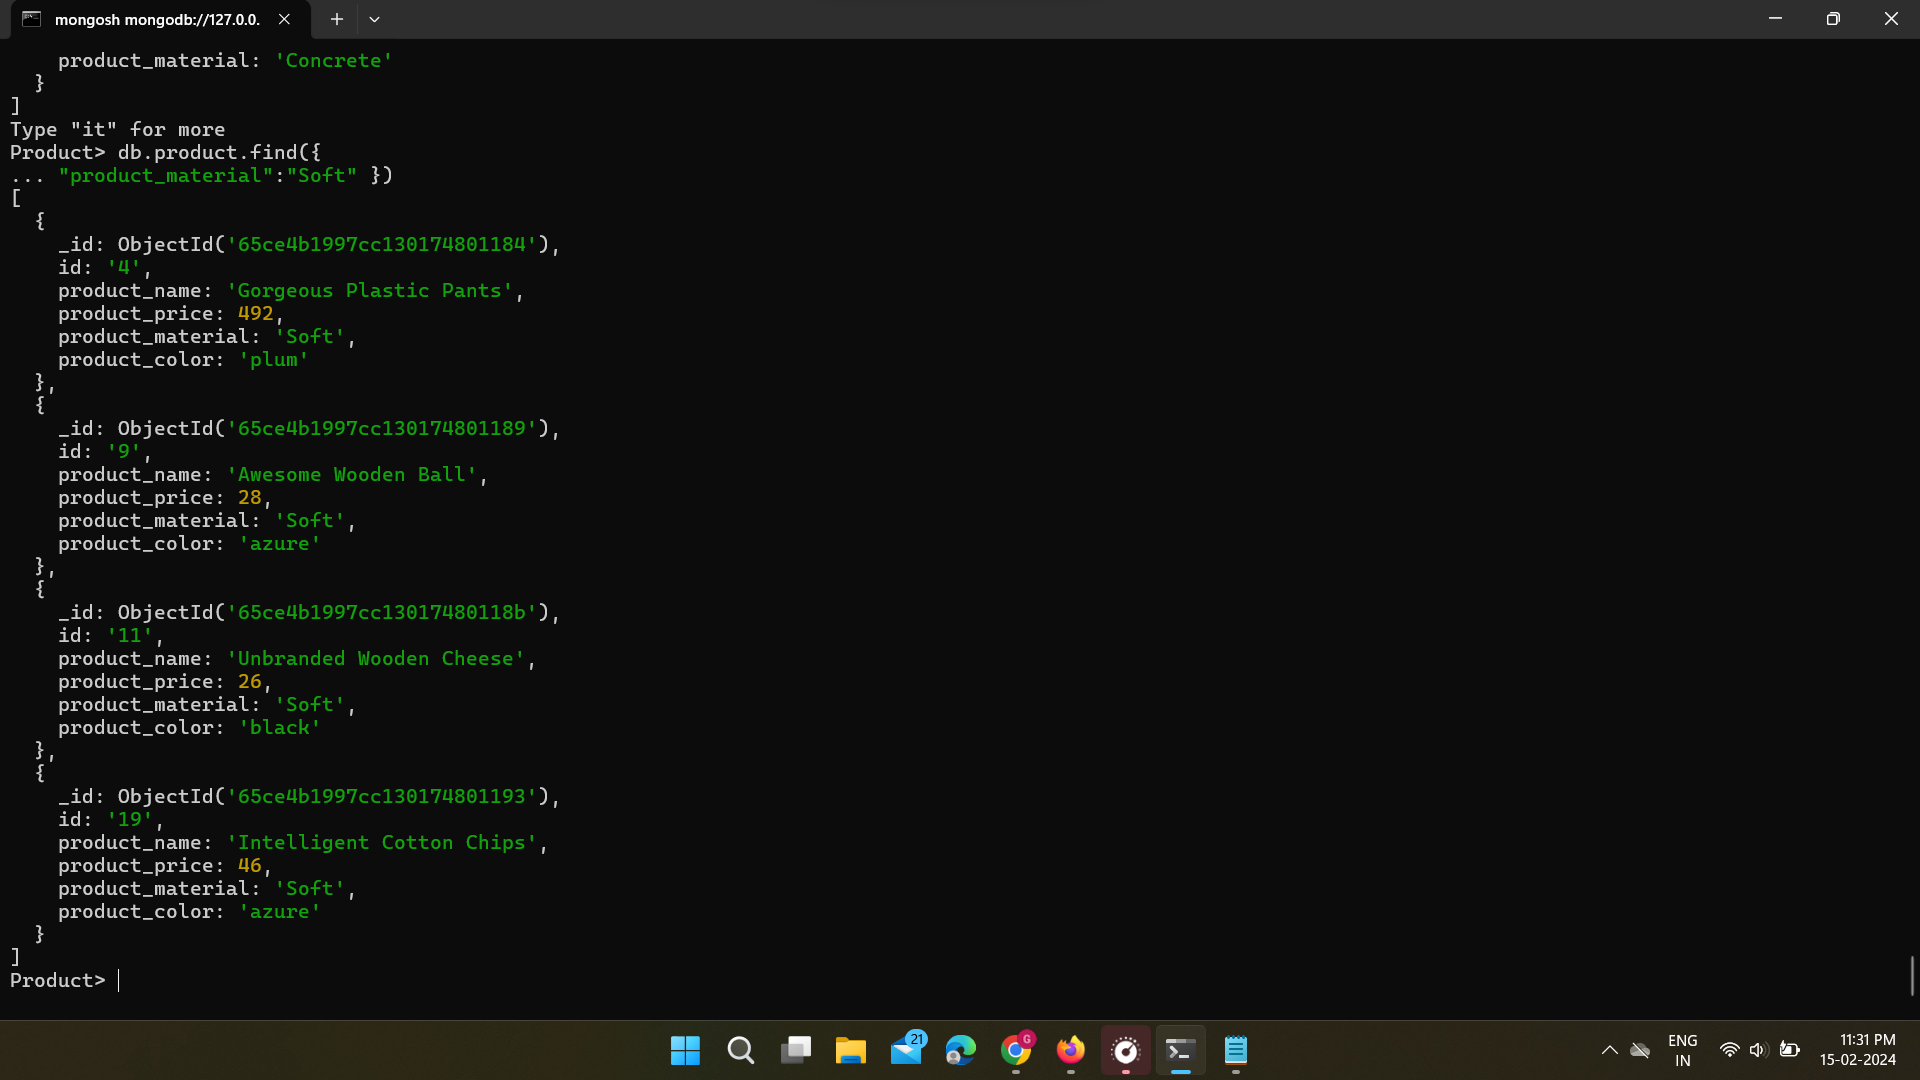 mongosh mongodb://127.0.0.
product_material: 'Concrete'
}
]
Type "it" for more
Product> db.product.find({
... "product_material":"Soft" })
[
{
_id: ObjectId('65ce4b1997cc130174801184'),
id: '4',
product_name: 'Gorgeous Plastic Pants',
product_price: 492,
product_material: 'Soft',
product_color: 'plum'
},
{
_id: ObjectId('65ce4b1997cc130174801189'),
id: '9',
product_name: 'Awesome Wooden Ball',
product_price: 28,
product_material: 'Soft',
product_color: 'azure'
},
{
_id: ObjectId('65ce4b1997cc13017480118b'),
id: '11',
product_name: 'Unbranded Wooden Cheese',
product_price: 26,
product_material: 'Soft',
product_color: 'black'
},
{
_id: ObjectId('65ce4b1997cc130174801193'),
id: '19',
product_name: 'Intelligent Cotton Chips',
product_price: 46,
product_material: 'Soft',
product_color: 'azure'
}
]
Product>
21
G
ENG
IN
11:31 PM
15-02-2024